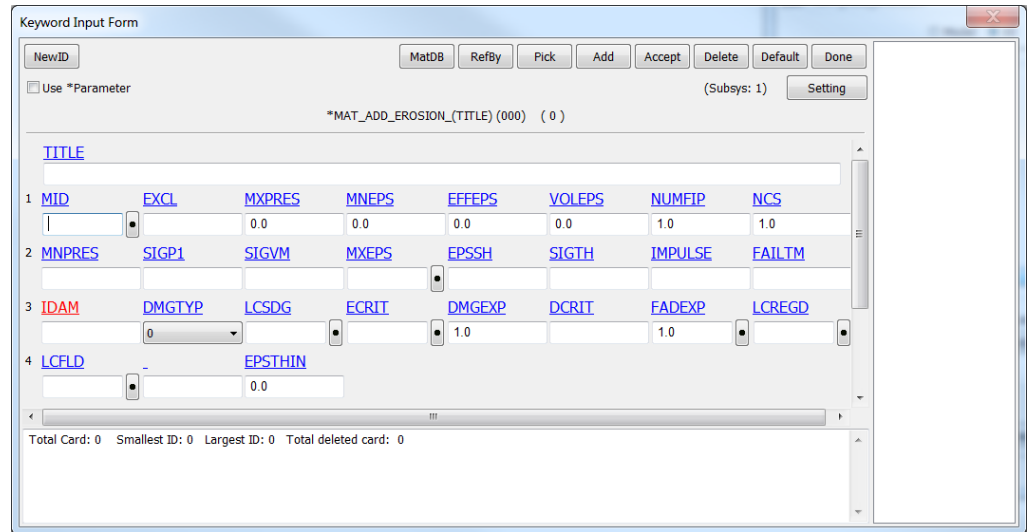 Keyword Input Form
NewID MatDB RefBy Pick Add Accept Delete Default Done
Use *Parameter (Subsys: 1) Setting
*MAT_ADD_EROSION_(TITLE) (000) ( 0 )
TITLE
1 MID EXCL MXPRES MNEPS EFFEPS VOLEPS NUMFIP NCS
0.0 0.0 0.0 0.0 1.0 1.0
2 MNPRES SIGP1 SIGVM MXEPS EPSSH SIGTH IMPULSE FAILTM
3 IDAM DMGTYP LCSDG ECRIT DMGEXP DCRIT FADEXP LCREGD
0 1.0 1.0
4 LCFLD - EPSTHIN
0.0
Total Card: 0 Smallest ID: 0 Largest ID: 0 Total deleted card: 0